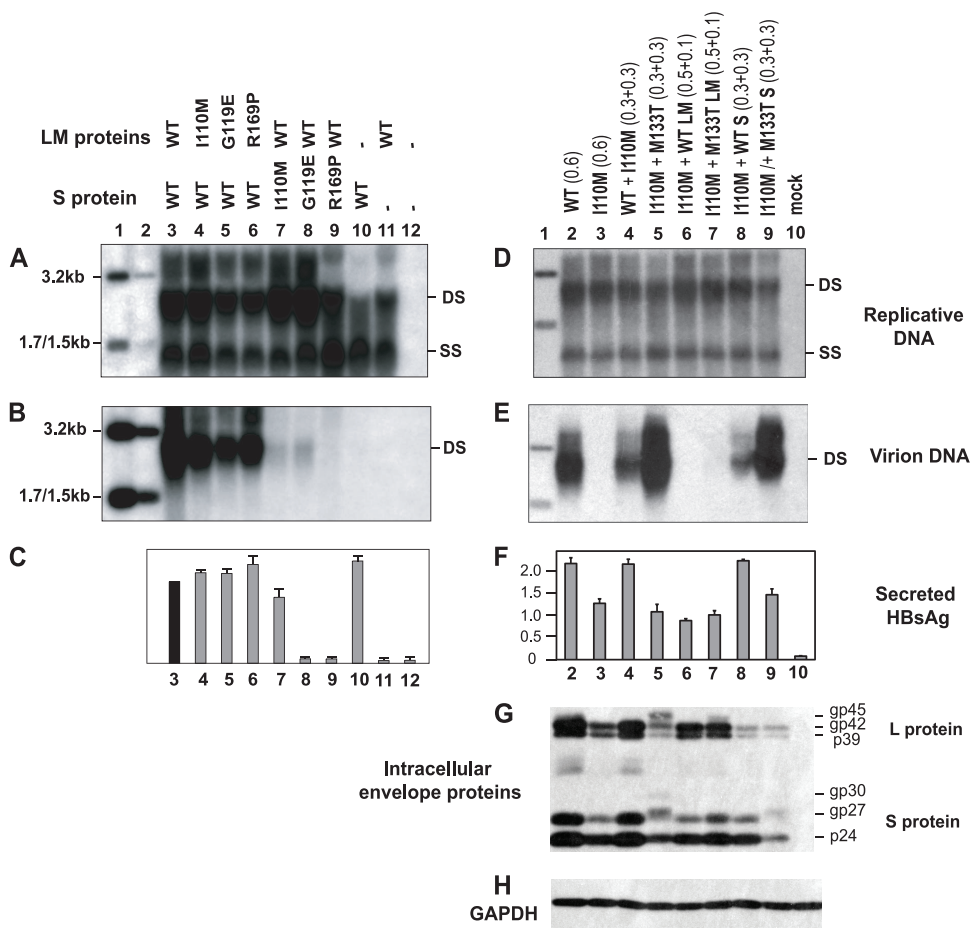 LM proteins WT I110M G119E R169P WT WT WT - WT -
S protein WT WT WT WT I110M G119E R169P WT - -
1 2 3 4 5 6 7 8 9 10 11 12
A
3.2kb
1.7/1.5kb
DS
SS
B
3.2kb
1.7/1.5kb
DS
C
3 4 5 6 7 8 9 10 11 12
WT (0.6)
I110M (0.6)
WT + I110M (0.3+0.3)
I110M + M133T (0.3+0.3)
I110M + WT LM (0.5+0.1)
I110M + M133T LM (0.5+0.1)
I110M + WT S (0.3+0.3)
I110M /+ M133T S (0.3+0.3)
mock
1 2 3 4 5 6 7 8 9 10
D
DS
SS
Replicative
DNA
E
DS
Virion DNA
F
2.0
1.5
1.0
0.5
0
2 3 4 5 6 7 8 9 10
Secreted
HBsAg
G
gp45
gp42
p39
L protein
Intracellular
envelope proteins
gp30
gp27
p24
S protein
H
GAPDH